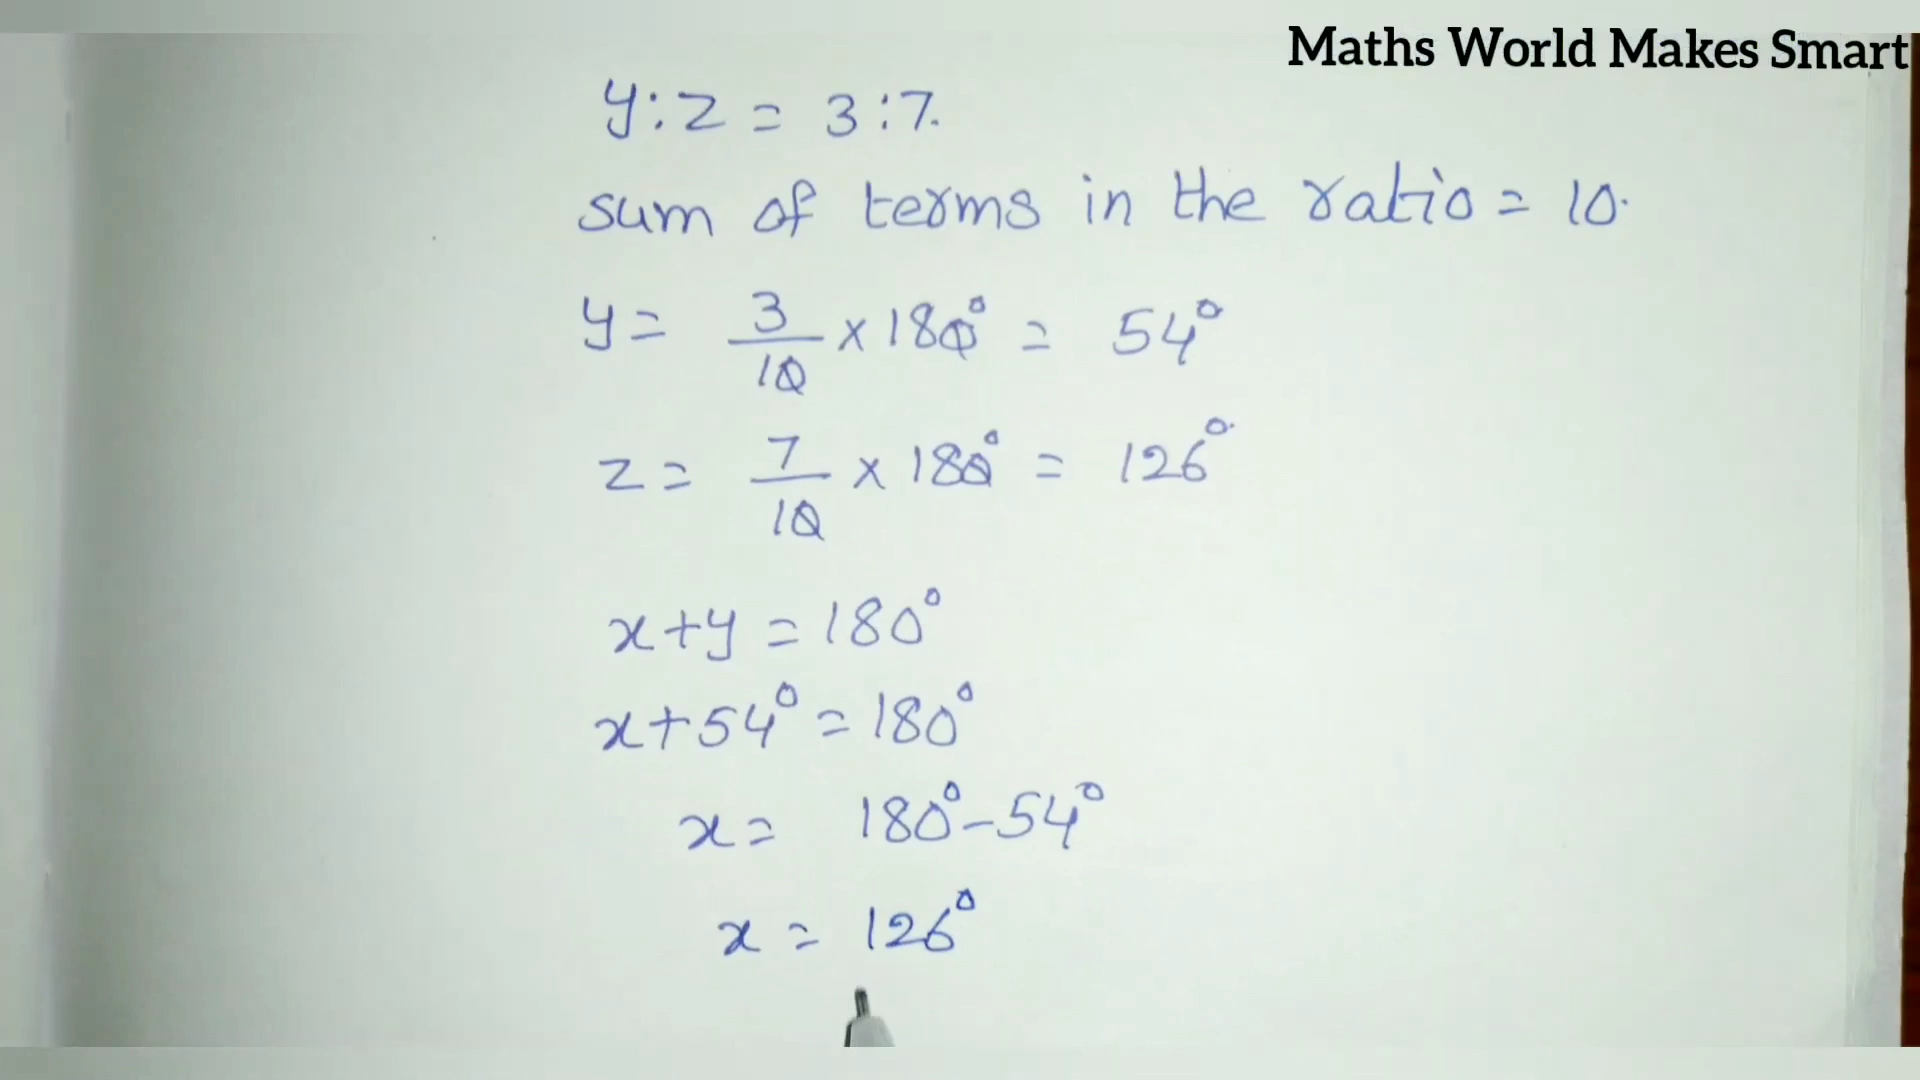 Maths World Makes Smart
y:z = 3:7.
sum of terms in the ratio = 10.
y = 3/10 × 180° = 54°
z = 7/10 × 180° = 126°
x+y = 180°
x+54° = 180°
x = 180° - 54°
x = 126°